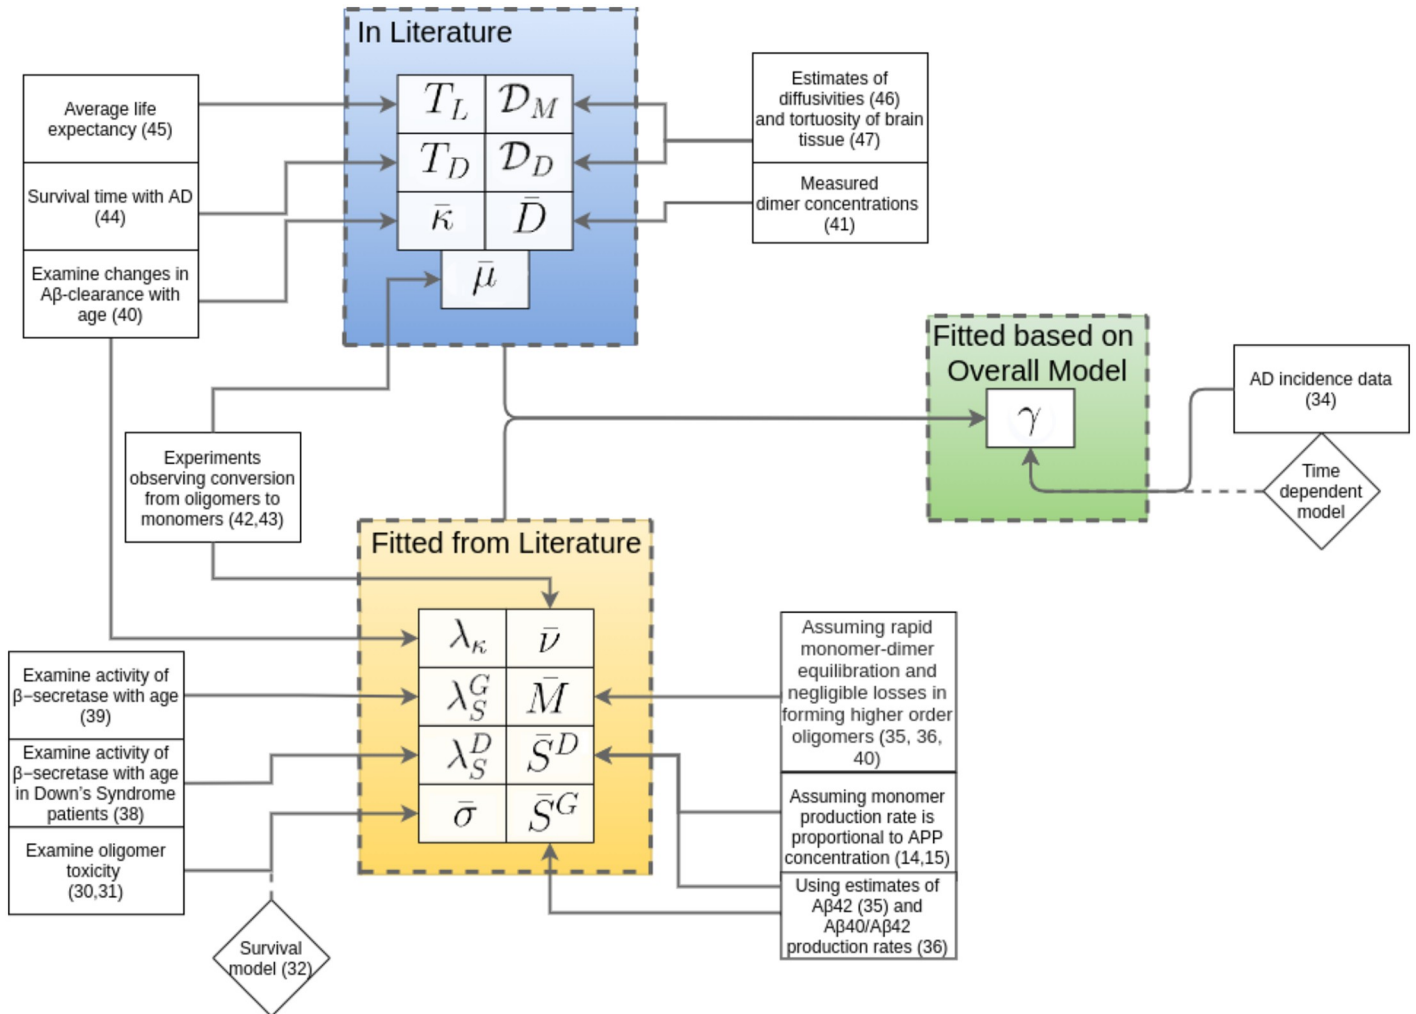 In Literature
Average life
expectancy (45)
Survival time with AD
(44)
Examine changes in
Aβ-clearance with
age (40)
T_L
𝒟_M
T_D
𝒟_D
κ̄
D̄
μ̄
Estimates of
diffusivities (46)
and tortuosity of brain
tissue (47)
Measured
dimer concentrations
(41)
Fitted based on
Overall Model
γ
AD incidence data
(34)
Time
dependent
model
Experiments
observing conversion
from oligomers to
monomers (42,43)
Fitted from Literature
λ_κ
ν̄
λ_S^G
M̄
λ_S^D
S̄^D
σ̄
S̄^G
Examine activity of
β−secretase with age
(39)
Examine activity of
β−secretase with age
in Down's Syndrome
patients (38)
Examine oligomer
toxicity
(30,31)
Survival
model (32)
Assuming rapid
monomer-dimer
equilibration and
negligible losses in
forming higher order
oligomers (35, 36,
40)
Assuming monomer
production rate is
proportional to APP
concentration (14,15)
Using estimates of
Aβ42 (35) and
Aβ40/Aβ42
production rates (36)